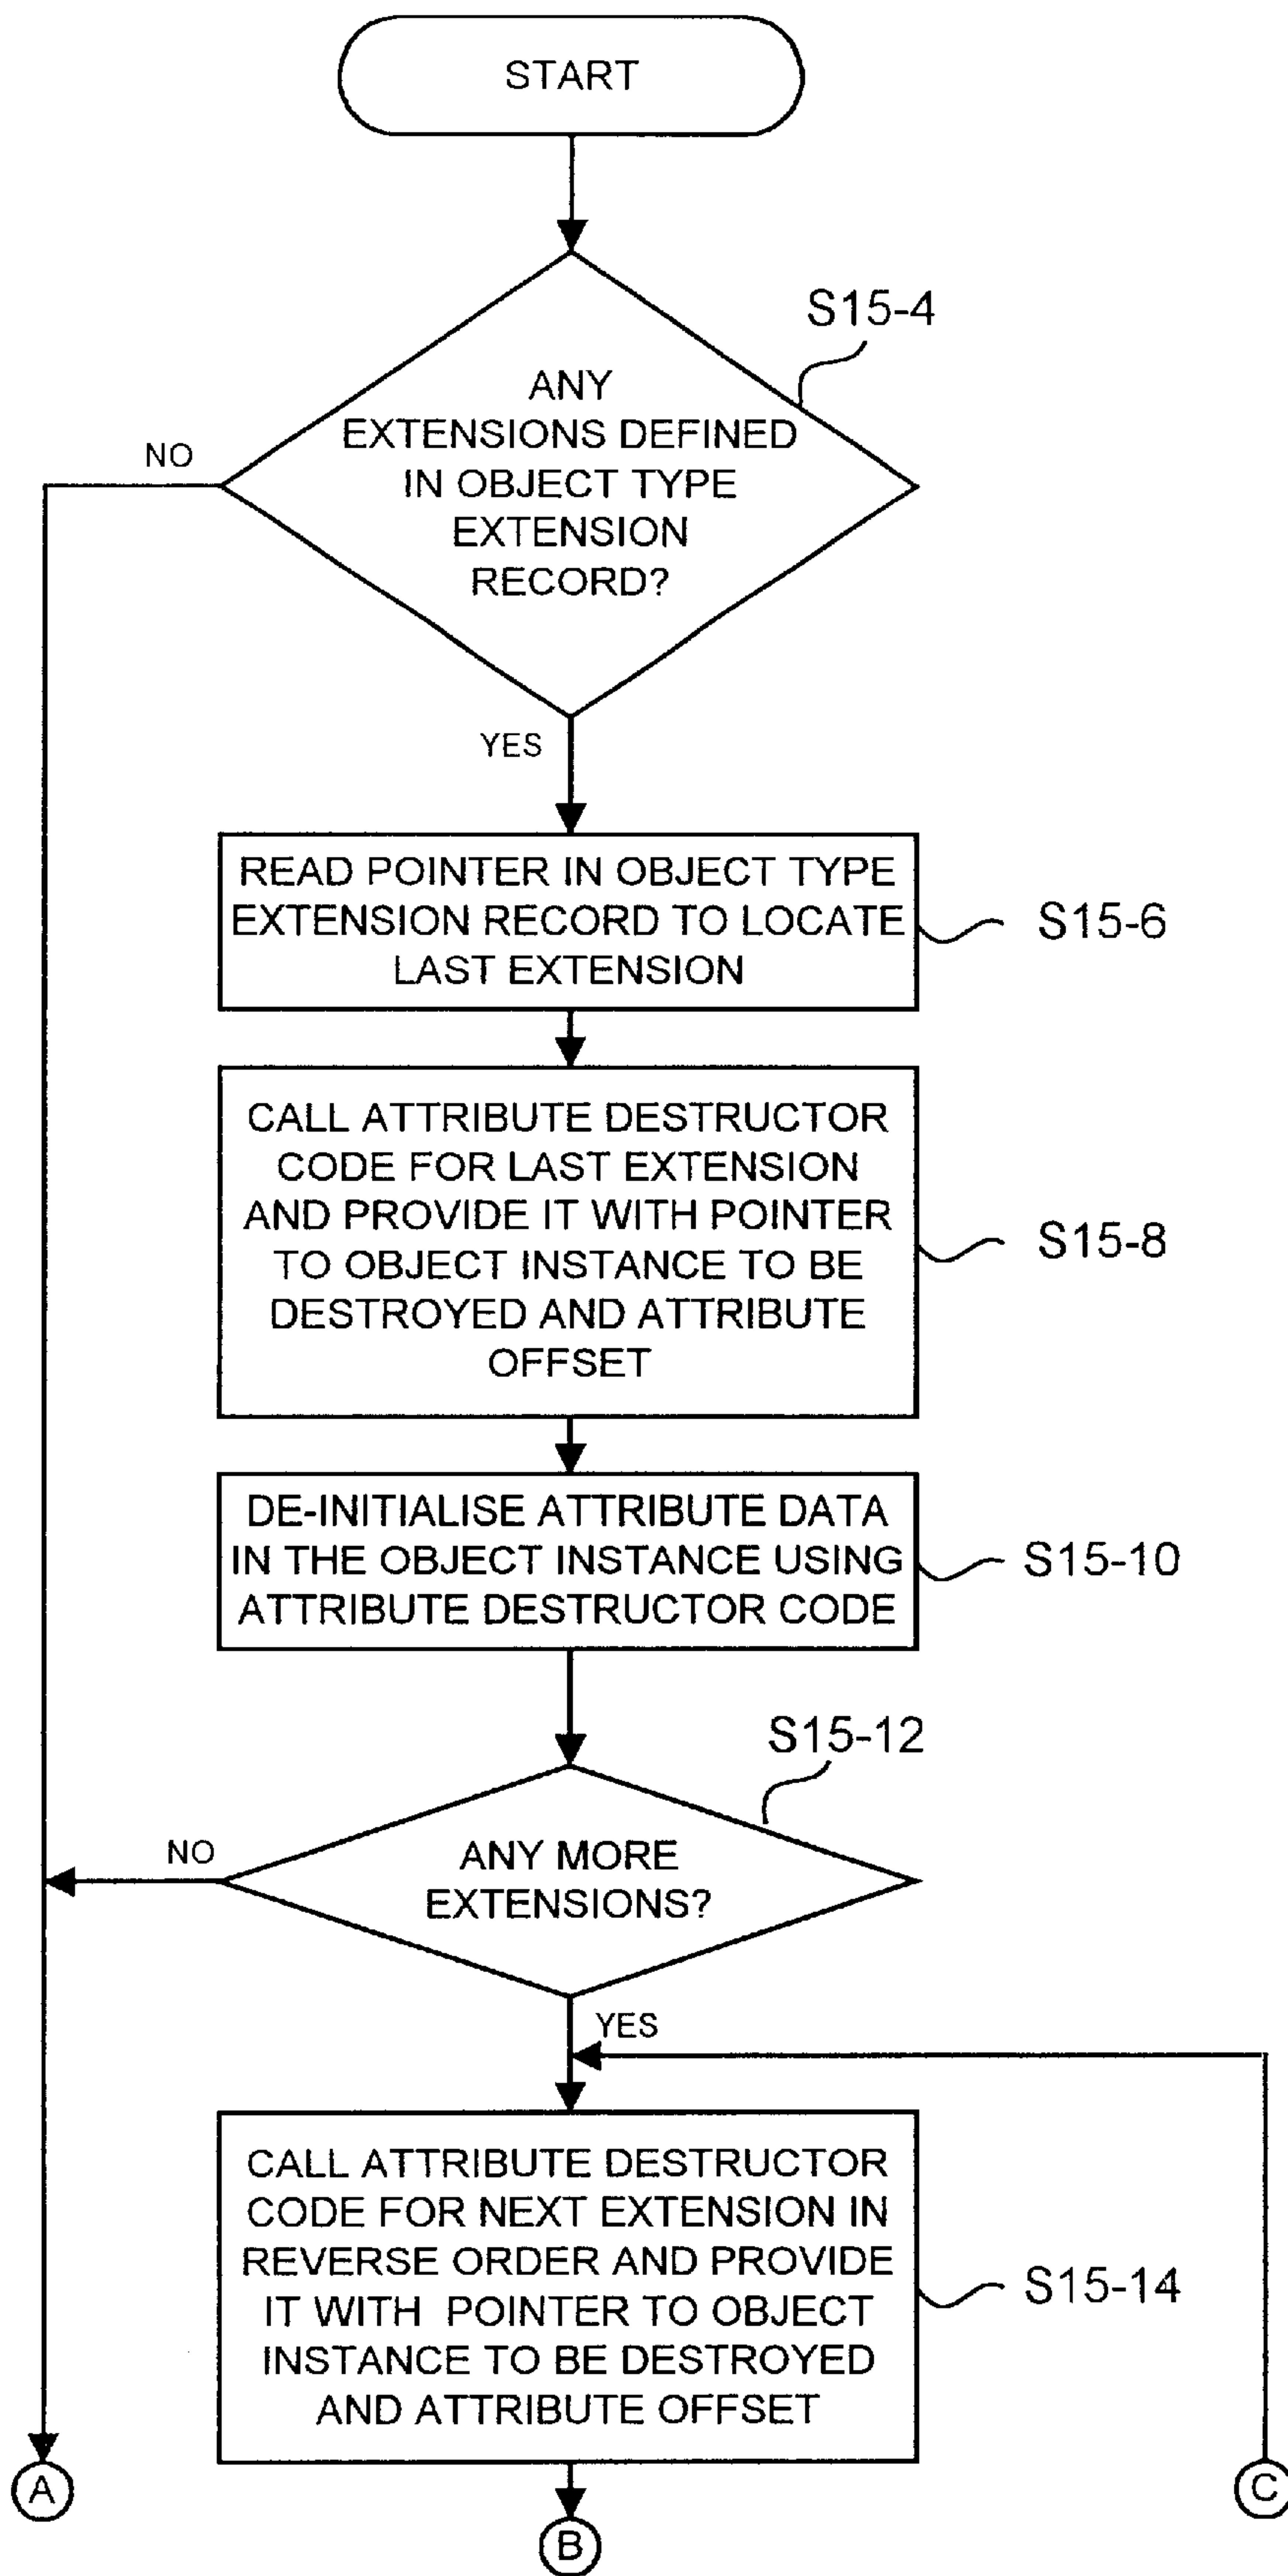 START
S15-4
ANY
EXTENSIONS DEFINED
IN OBJECT TYPE
EXTENSION
RECORD?
NO
YES
READ POINTER IN OBJECT TYPE
EXTENSION RECORD TO LOCATE
LAST EXTENSION
S15-6
CALL ATTRIBUTE DESTRUCTOR
CODE FOR LAST EXTENSION
AND PROVIDE IT WITH POINTER
TO OBJECT INSTANCE TO BE
DESTROYED AND ATTRIBUTE
OFFSET
S15-8
DE-INITIALISE ATTRIBUTE DATA
IN THE OBJECT INSTANCE USING
ATTRIBUTE DESTRUCTOR CODE
S15-10
S15-12
NO
ANY MORE
EXTENSIONS?
YES
CALL ATTRIBUTE DESTRUCTOR
CODE FOR NEXT EXTENSION IN
REVERSE ORDER AND PROVIDE
IT WITH POINTER TO OBJECT
INSTANCE TO BE DESTROYED
AND ATTRIBUTE OFFSET
S15-14
A
C
B